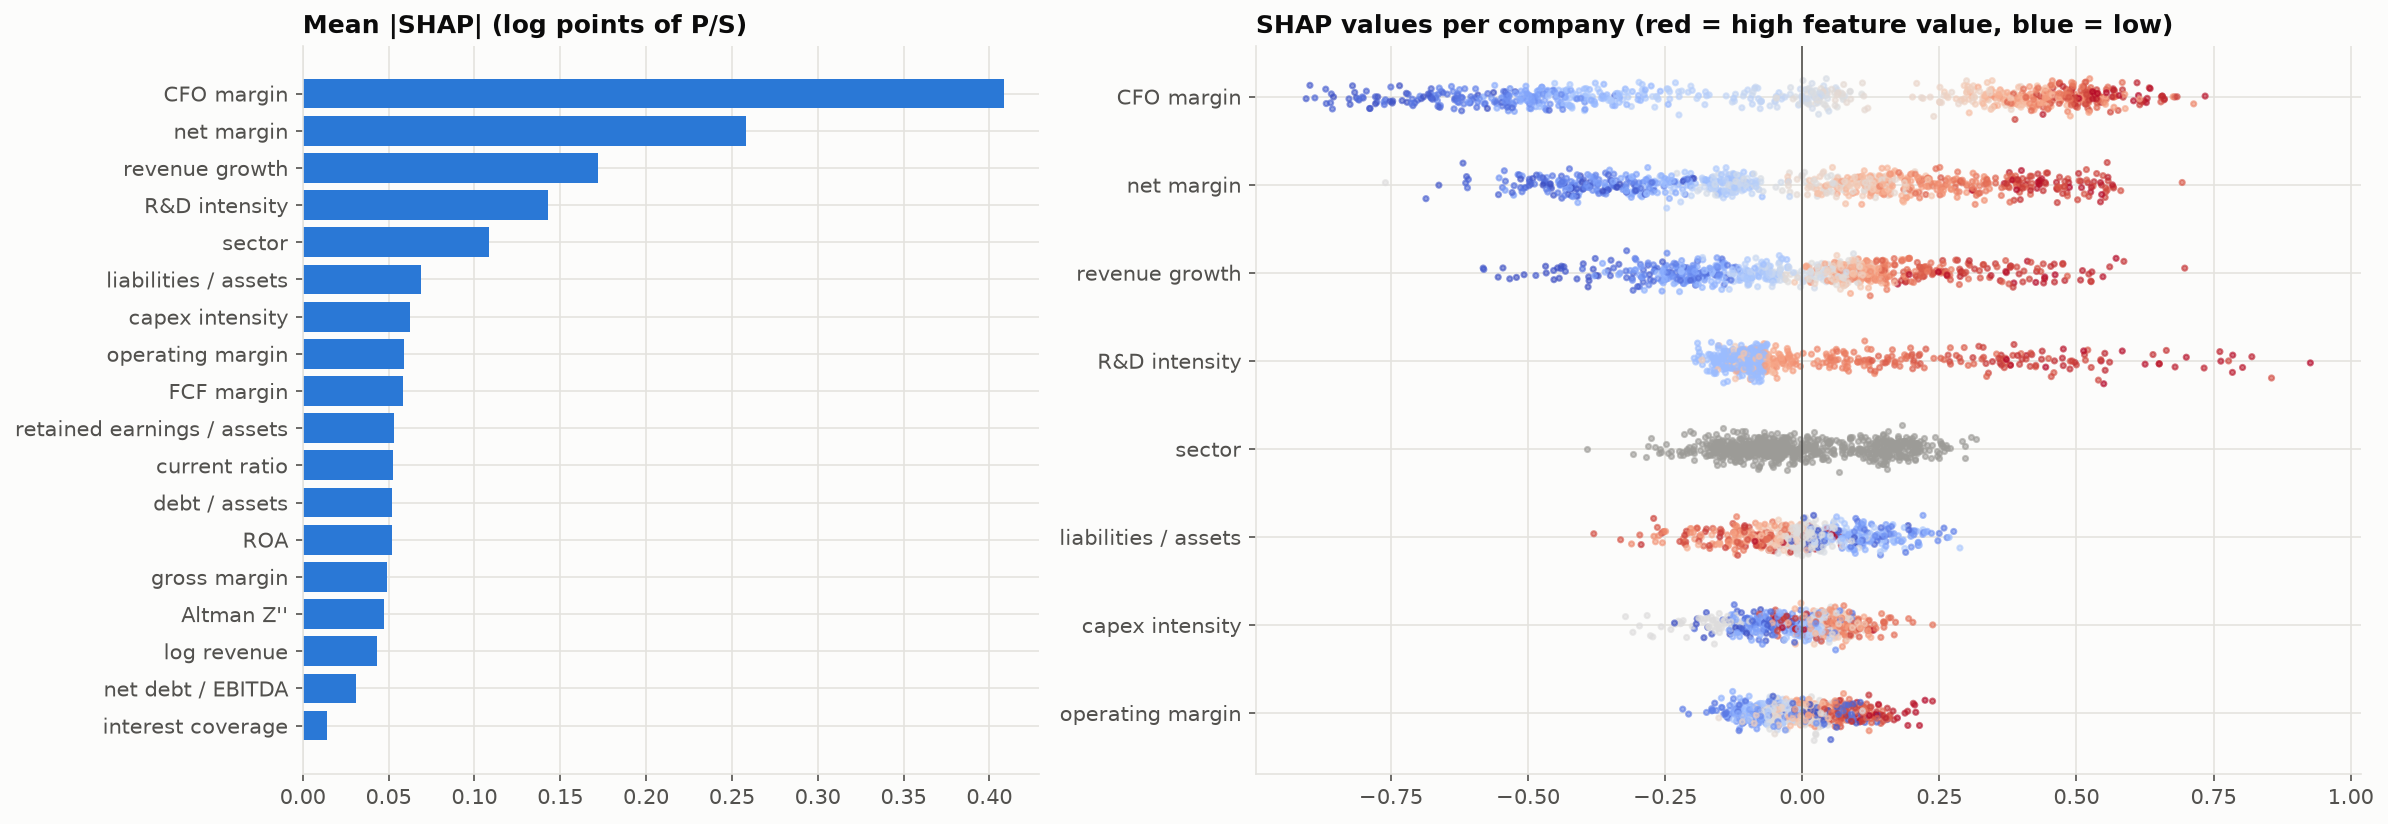 Mean |SHAP| (log points of P/S)
CFO margin
net margin
revenue growth
R&D intensity
sector
liabilities / assets
capex intensity
operating margin
FCF margin
retained earnings / assets
current ratio
debt / assets
ROA
gross margin
Altman Z''
log revenue
net debt / EBITDA
interest coverage
0.00 0.05 0.10 0.15 0.20 0.25 0.30 0.35 0.40
SHAP values per company (red = high feature value, blue = low)
CFO margin
net margin
revenue growth
R&D intensity
sector
liabilities / assets
capex intensity
operating margin
−0.75 −0.50 −0.25 0.00 0.25 0.50 0.75 1.00